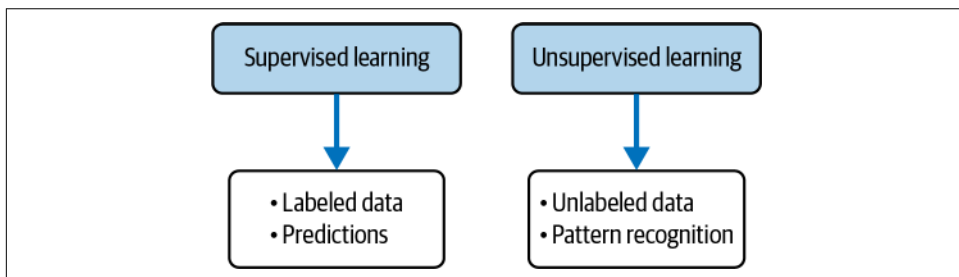 Supervised learning
Unsupervised learning
• Labeled data
• Predictions
• Unlabeled data
• Pattern recognition